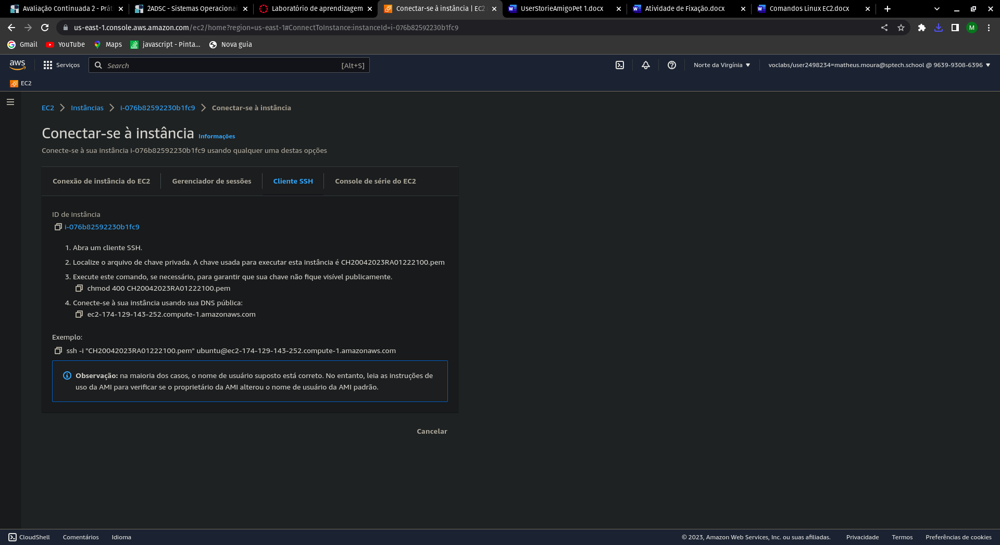 Avaliação Continuada 2 - Prát
2ADSC - Sistemas Operacionai
Laboratório de aprendizagem
Conectar-se à instância | EC2
UserStorieAmigoPet 1.docx
Atividade de Fixação.docx
Comandos Linux EC2.docx
us-east-1.console.aws.amazon.com/ec2/home?region=us-east-1#ConnectToInstance:instanceId=i-076b82592230b1fc9
M
Gmail
YouTube
Maps
javascript - Pinta...
Nova guia
aws
Serviços
Search
[Alt+S]
Norte da Virgínia
voclabs/user2498234=matheus.moura@sptech.school @ 9639-9308-6396
EC2
EC2
Instâncias
i-076b82592230b1fc9
Conectar-se à instância
Conectar-se à instância Informações
Conecte-se à sua instância i-076b82592230b1fc9 usando qualquer uma destas opções
Conexão de instância do EC2
Gerenciador de sessões
Cliente SSH
Console de série do EC2
ID de instância
i-076b82592230b1fc9
1. Abra um cliente SSH.
2. Localize o arquivo de chave privada. A chave usada para executar esta instância é CH20042023RA01222100.pem
3. Execute este comando, se necessário, para garantir que sua chave não fique visível publicamente.
chmod 400 CH20042023RA01222100.pem
4. Conecte-se à sua instância usando sua DNS pública:
ec2-174-129-143-252.compute-1.amazonaws.com
Exemplo:
ssh -i "CH20042023RA01222100.pem" ubuntu@ec2-174-129-143-252.compute-1.amazonaws.com
Observação: na maioria dos casos, o nome de usuário suposto está correto. No entanto, leia as instruções de
uso da AMI para verificar se o proprietário da AMI alterou o nome de usuário da AMI padrão.
Cancelar
CloudShell
Comentários
Idioma
© 2023, Amazon Web Services, Inc. ou suas afiliadas.
Privacidade
Termos
Preferências de cookies